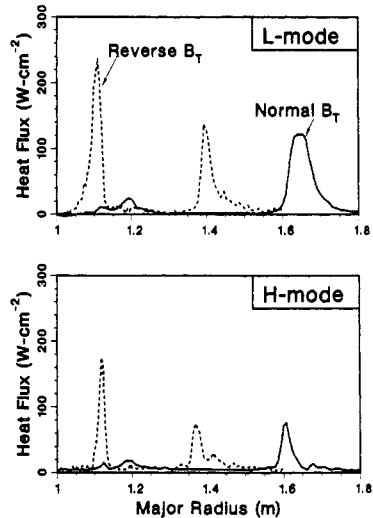 Heat Flux (W-cm⁻²)
300
200
100
0
Reverse B_T
L-mode
Normal B_T
1 1.2 1.4 1.6 1.8
Heat Flux (W-cm⁻²)
300
200
100
0
H-mode
1 1.2 1.4 1.6 1.8
Major Radius (m)